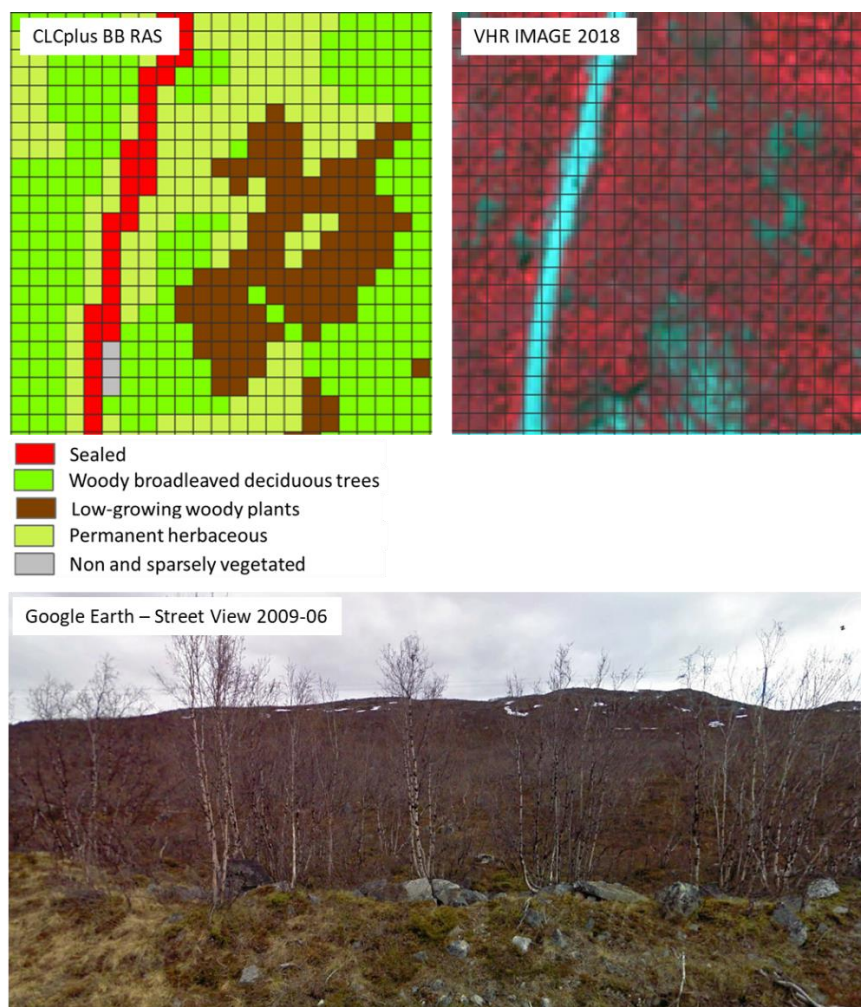 CLCplus BB RAS
VHR IMAGE 2018
Sealed
Woody broadleaved deciduous trees
Low-growing woody plants
Permanent herbaceous
Non and sparsely vegetated
Google Earth – Street View 2009-06